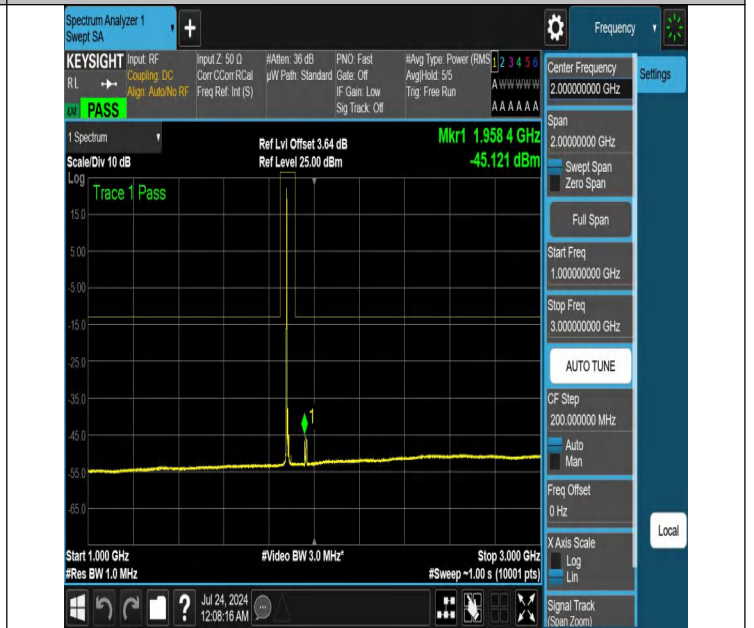 Spectrum Analyzer 1
Swept SA
+
Frequency
KEYSIGHT
RL
LXI
PASS
Input: RF
Coupling: DC
Align: Auto/No RF
Input Z: 50 Ω
Corr CCorr RCal
Freq Ref: Int (S)
#Atten: 36 dB
µW Path: Standard
PNO: Fast
Gate: Off
IF Gain: Low
Sig Track: Off
#Avg Type: Power (RMS
Avg|Hold: 5/5
Trig: Free Run
1 2 3 4 5 6
A W W W W W
A A A A A A
1 Spectrum
Scale/Div 10 dB
Ref Lvl Offset 3.64 dB
Ref Level 25.00 dBm
Mkr1 1.958 4 GHz
-45.121 dBm
Log
Trace 1 Pass
15.0
5.00
-5.00
-15.0
-25.0
-35.0
-45.0
-55.0
-65.0
1
Start 1.000 GHz
#Res BW 1.0 MHz
#Video BW 3.0 MHz*
Stop 3.000 GHz
#Sweep ~1.00 s (10001 pts)
Center Frequency
2.000000000 GHz
Span
2.00000000 GHz
Swept Span
Zero Span
Full Span
Start Freq
1.000000000 GHz
Stop Freq
3.000000000 GHz
AUTO TUNE
CF Step
200.000000 MHz
Auto
Man
Freq Offset
0 Hz
X Axis Scale
Log
Lin
Signal Track
(Span Zoom)
Settings
Local
?
Jul 24, 2024
12:08:16 AM